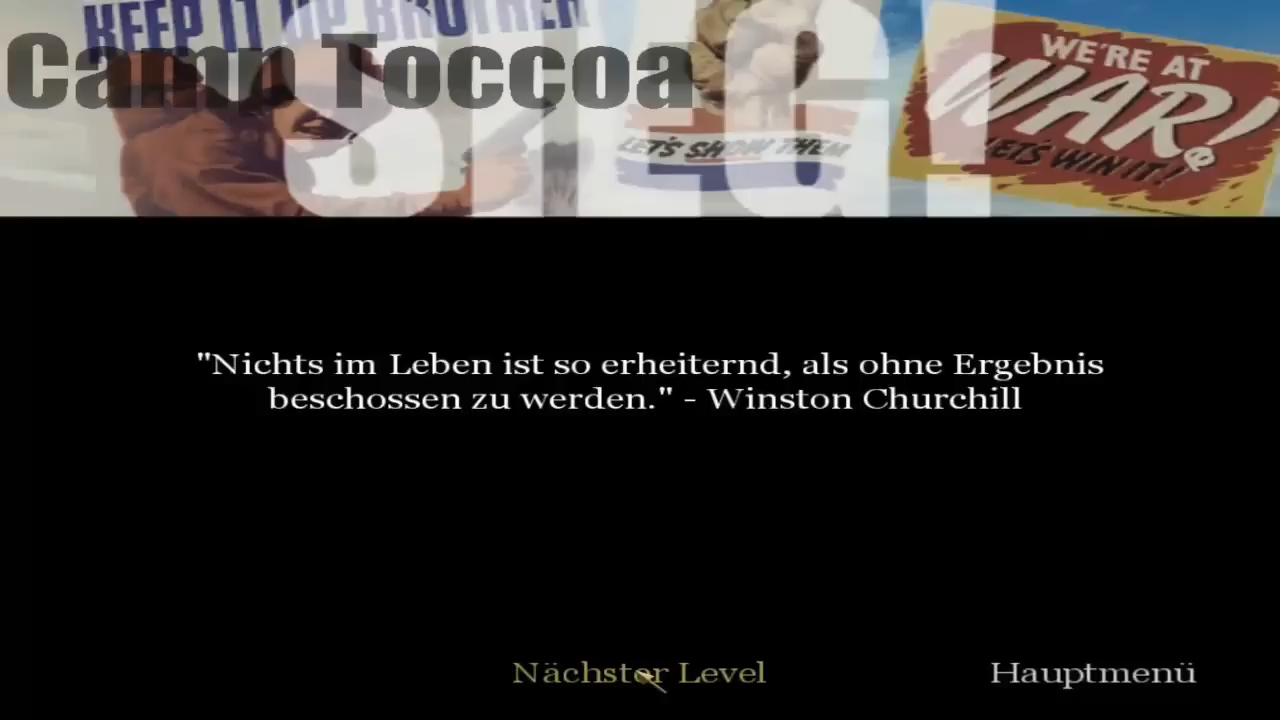 KEEP IT UP BROTHER
Camp Toccoa
SIEG!
LET'S SHOW THEM
WE'RE AT
WAR!
LET'S WIN IT!
"Nichts im Leben ist so erheiternd, als ohne Ergebnis
beschossen zu werden." - Winston Churchill
Nächster Level
Hauptmenü